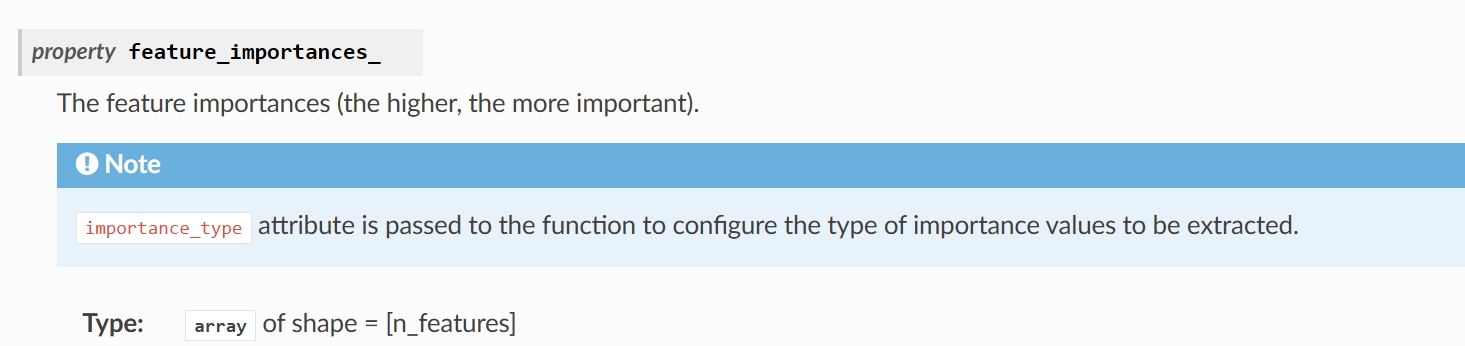 property feature_importances_
The feature importances (the higher, the more important).
Note
importance_type attribute is passed to the function to configure the type of importance values to be extracted.
Type: array of shape = [n_features]